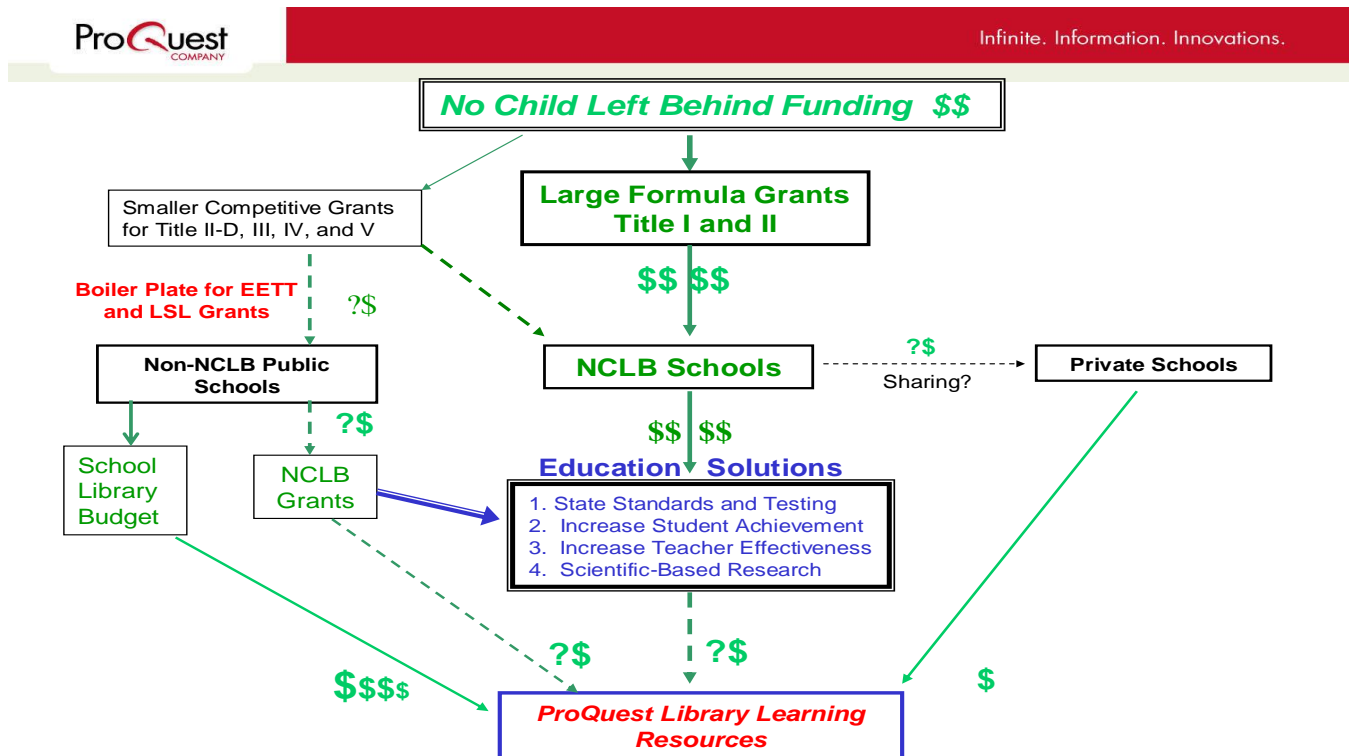 ProQuest
COMPANY
Infinite. Information. Innovations.
No Child Left Behind Funding $$
Smaller Competitive Grants
for Title II-D, III, IV, and V
Large Formula Grants
Title I and II
$$ $$
Boiler Plate for EETT
and LSL Grants
?$
Non-NCLB Public
Schools
NCLB Schools
?$
Sharing?
Private Schools
?$
$$ $$
School
Library
Budget
NCLB
Grants
Education Solutions
1. State Standards and Testing
2. Increase Student Achievement
3. Increase Teacher Effectiveness
4. Scientific-Based Research
$$$$
?$
?$
$
ProQuest Library Learning
Resources